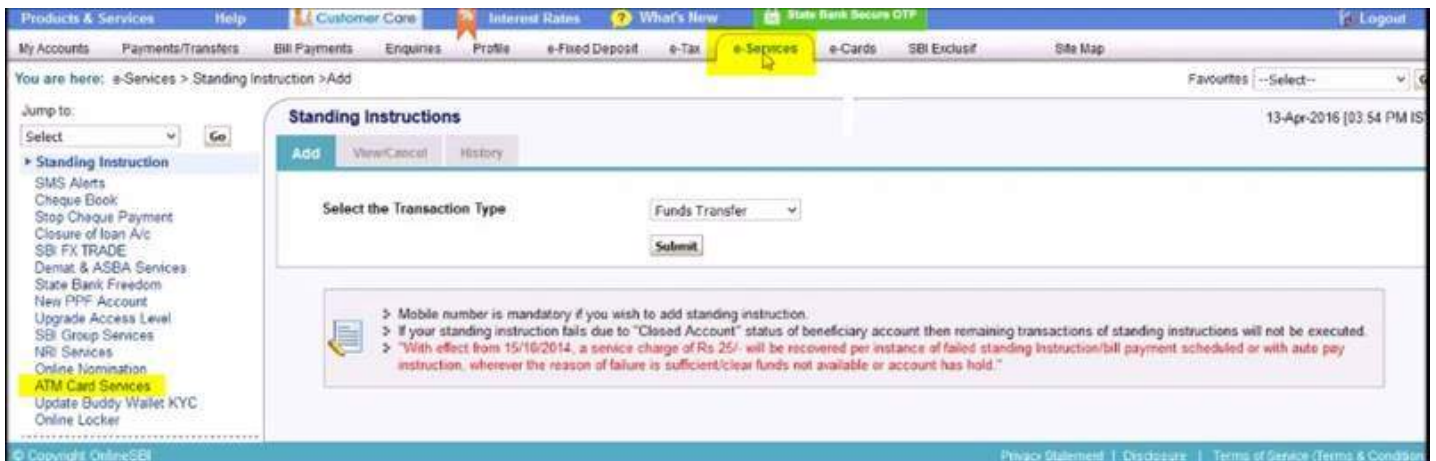 Products & Services Help Customer Care Interest Rates ? What's New State Bank Secure OTP Logout
My Accounts Payments/Transfers Bill Payments Enquiries Profile e-Fixed Deposit e-Tax e-Services e-Cards SBI Exclusif Site Map
You are here: e-Services > Standing Instruction >Add Favourites --Select--
Jump to:
Select Go
Standing Instruction
SMS Alerts
Cheque Book
Stop Cheque Payment
Closure of loan A/c
SBI FX TRADE
Demat & ASBA Services
State Bank Freedom
New PPF Account
Upgrade Access Level
SBI Group Services
NRI Services
Online Nomination
ATM Card Services
Update Buddy Wallet KYC
Online Locker
Standing Instructions 13-Apr-2016 [03:54 PM IS
Add View/Cancel History
Select the Transaction Type Funds Transfer
Submit
> Mobile number is mandatory if you wish to add standing instruction.
> If your standing instruction fails due to "Closed Account" status of beneficiary account then remaining transactions of standing instructions will not be executed.
> "With effect from 15/10/2014, a service charge of Rs 25/- will be recovered per instance of failed standing Instruction/bill payment scheduled or with auto pay
instruction, wherever the reason of failure is sufficient/clear funds not available or account has hold."
© Copyright OnlineSBI Privacy Statement | Disclosure | Terms of Service (Terms & Condition